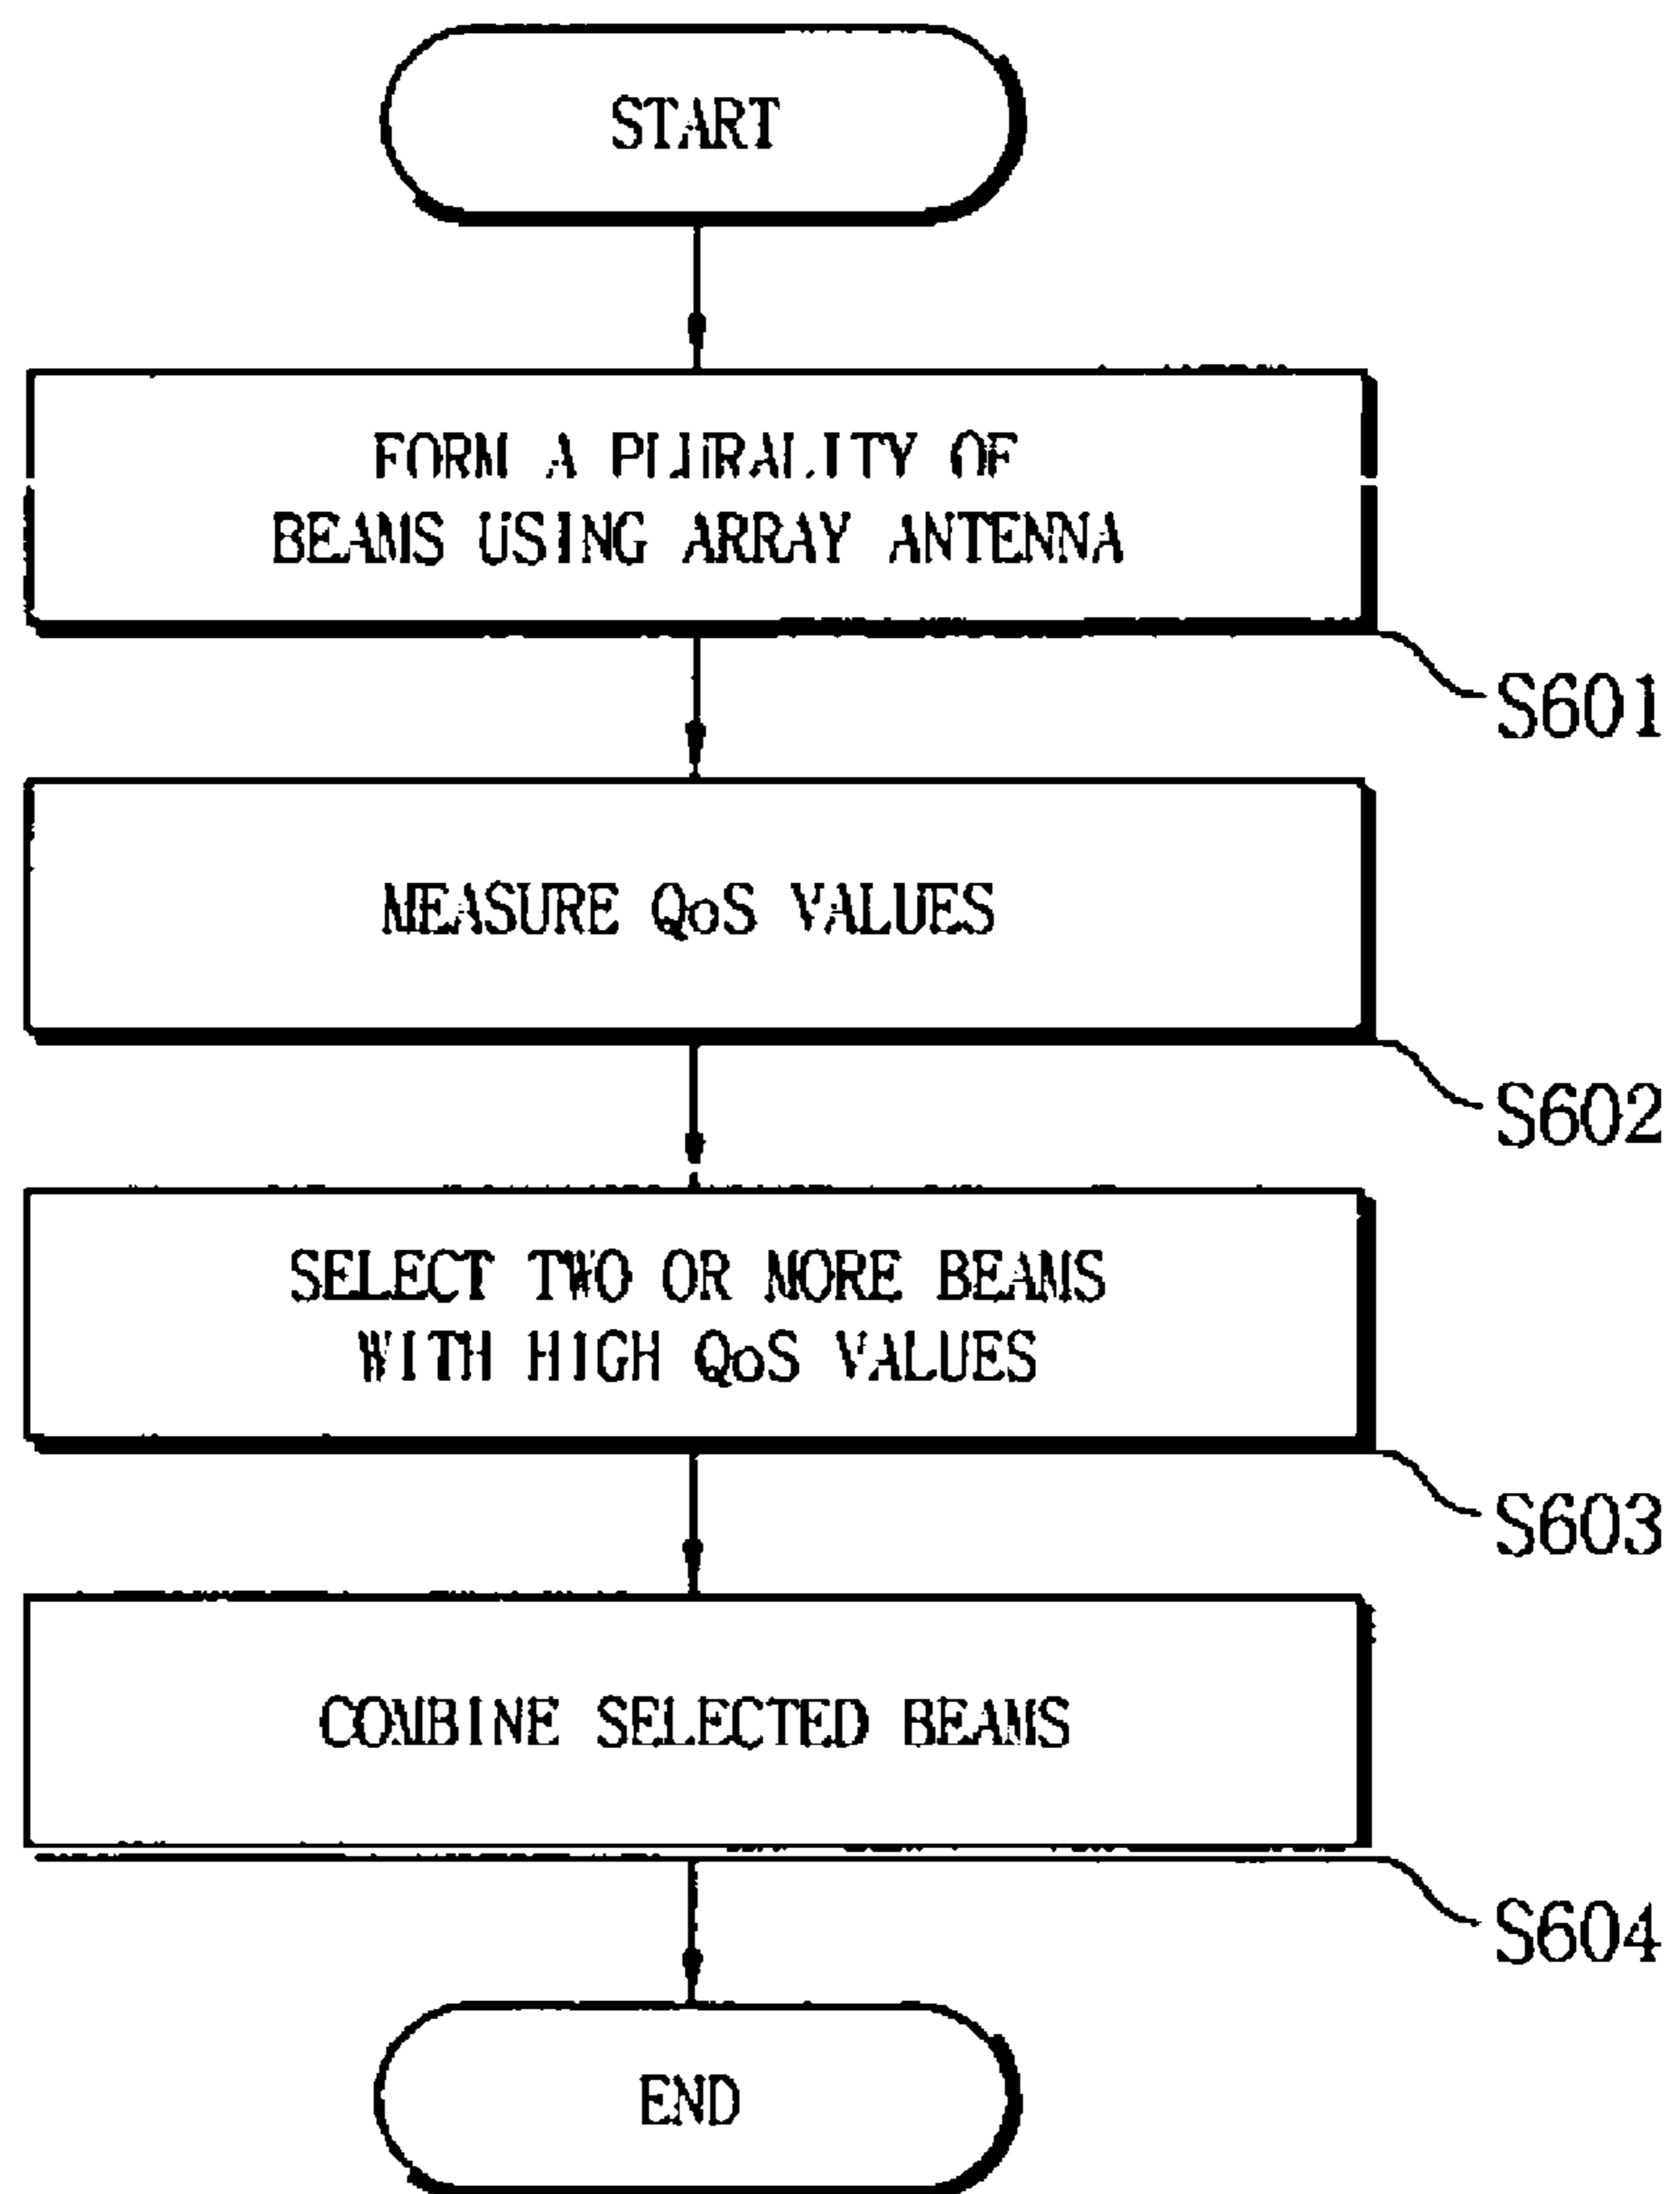 START
FORM A PLURALITY OF
BEAMS USING ARRAY ANTENNA
S601
MEASURE QoS VALUES
S602
SELECT TWO OR MORE BEAMS
WITH HIGH QoS VALUES
S603
COMBINE SELECTED BEAMS
S604
END